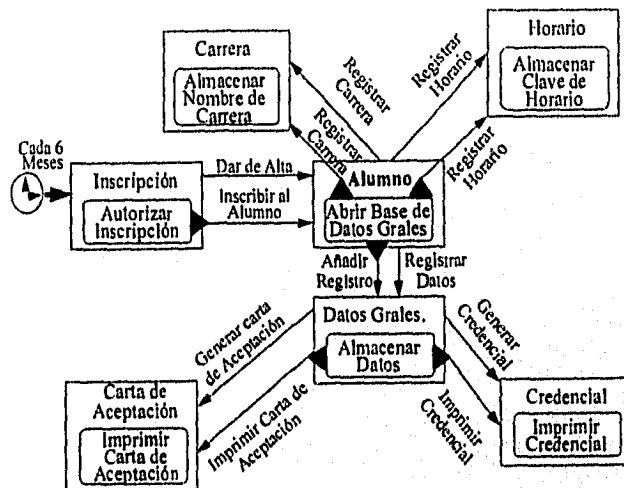 Carrera
Almacenar
Nombre de
Carrera
Registrar
Carrera
Registrar
Carrera
Registrar
Horario
Registrar
Horario
Horario
Almacenar
Clave de
Horario
Cada 6
Meses
Inscripción
Autorizar
Inscripción
Dar de Alta
Inscribir al
Alumno
Alumno
Abrir Base de
Datos Grales
Añadir
Registro
Registrar
Datos
Datos Grales.
Almacenar
Datos
Generar carta
de Aceptación
Imprimir Carta de
Aceptación
Generar
Credencial
Imprimir
Credencial
Carta de
Aceptación
Imprimir
Carta de
Aceptación
Credencial
Imprimir
Credencial